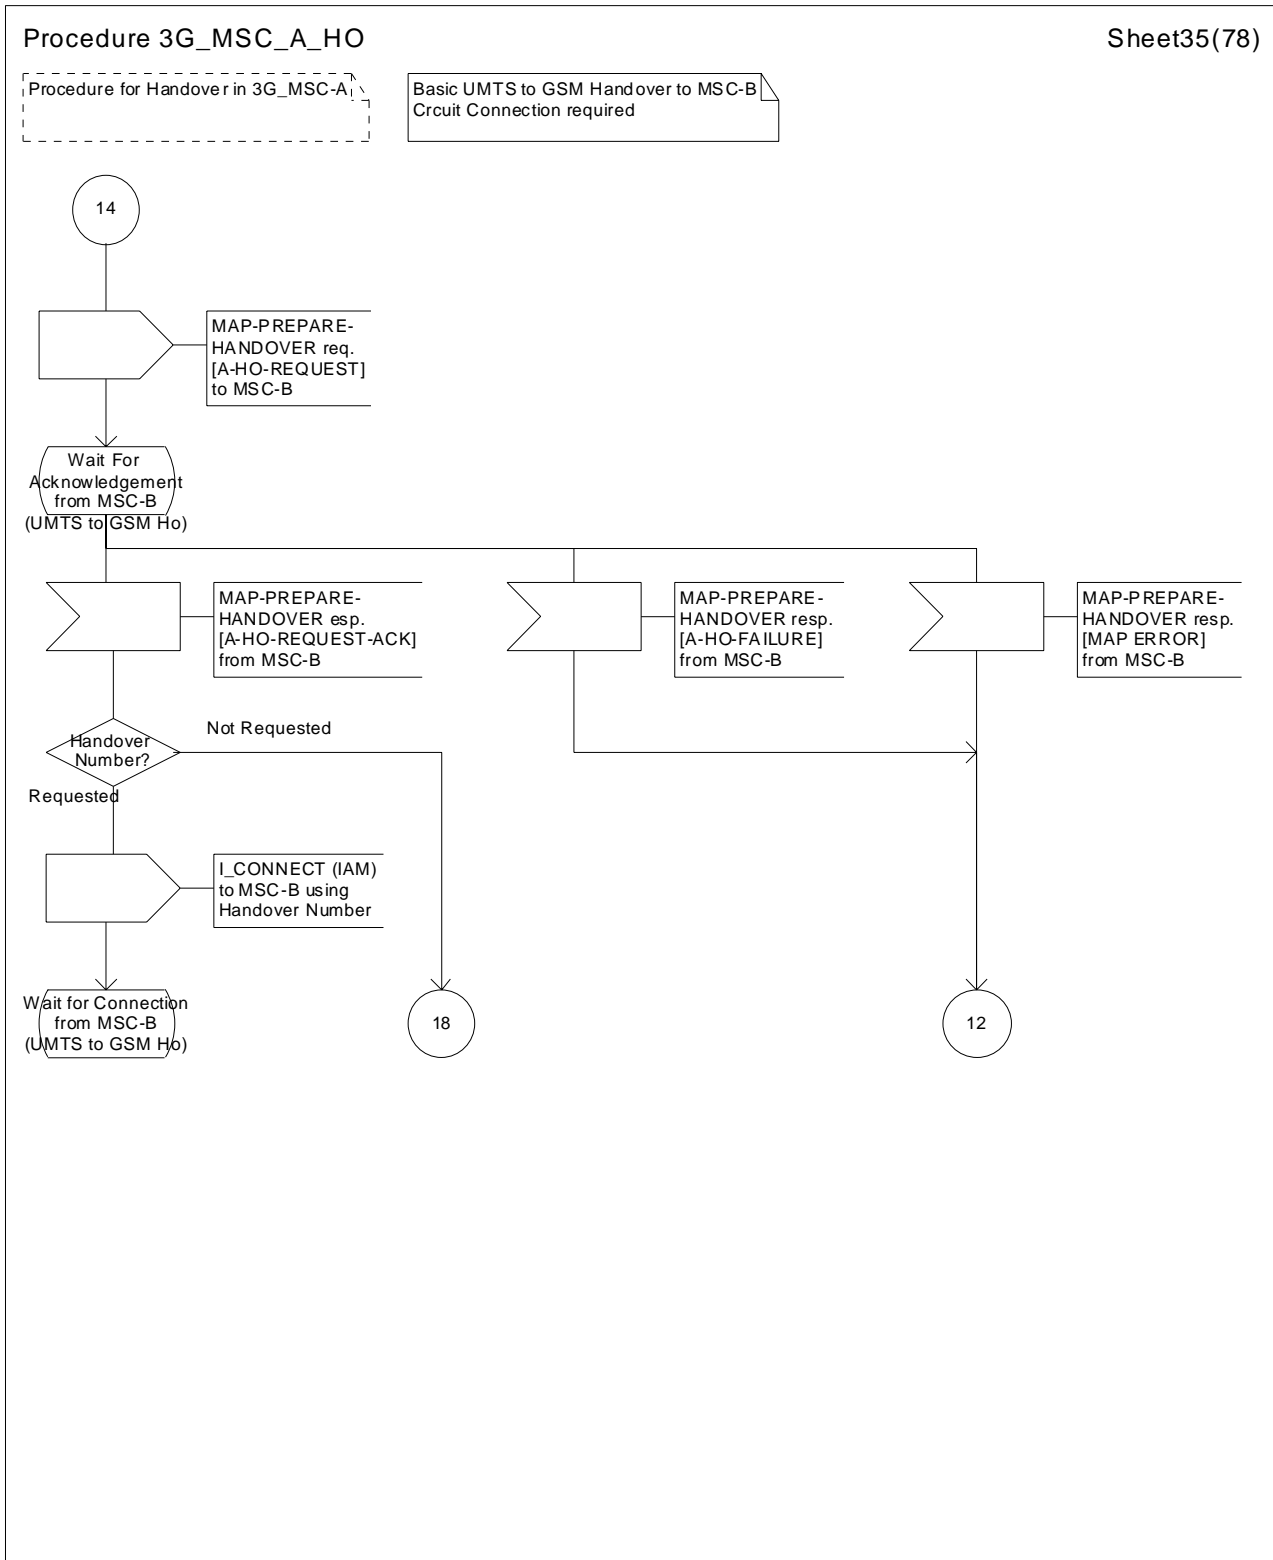 Procedure 3G_MSC_A_HO
Sheet35(78)
Procedure for Handover in 3G_MSC-A
Basic UMTS to GSM Handover to MSC-B
Crcuit Connection required
14
MAP-PREPARE-
HANDOVER req.
[A-HO-REQUEST]
to MSC-B
Wait For
Acknowledgement
from MSC-B
(UMTS to GSM Ho)
MAP-PREPARE-
HANDOVER esp.
[A-HO-REQUEST-ACK]
from MSC-B
MAP-PREPARE-
HANDOVER resp.
[A-HO-FAILURE]
from MSC-B
MAP-PREPARE-
HANDOVER resp.
[MAP ERROR]
from MSC-B
Not Requested
Handover
Number?
Requested
I_CONNECT (IAM)
to MSC-B using
Handover Number
Wait for Connection
from MSC-B
(UMTS to GSM Ho)
18
12